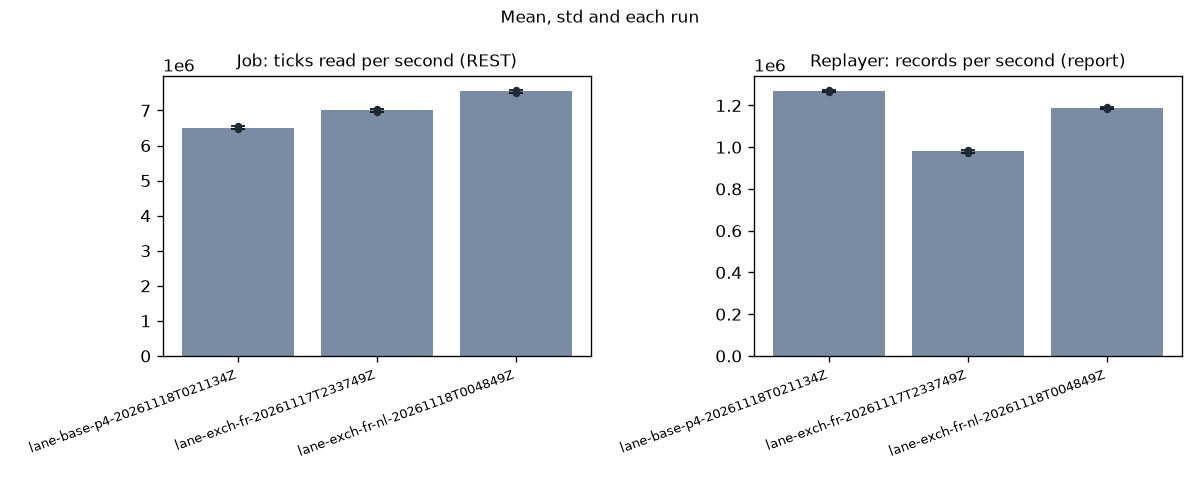 Mean, std and each run
Job: ticks read per second (REST)
1e6
7
6
5
4
3
2
1
0
lane-base-p4-20261118T021134Z
lane-exch-fr-20261117T233749Z
lane-exch-fr-nl-20261118T004849Z
Replayer: records per second (report)
1e6
1.2
1.0
0.8
0.6
0.4
0.2
0.0
lane-base-p4-20261118T021134Z
lane-exch-fr-20261117T233749Z
lane-exch-fr-nl-20261118T004849Z